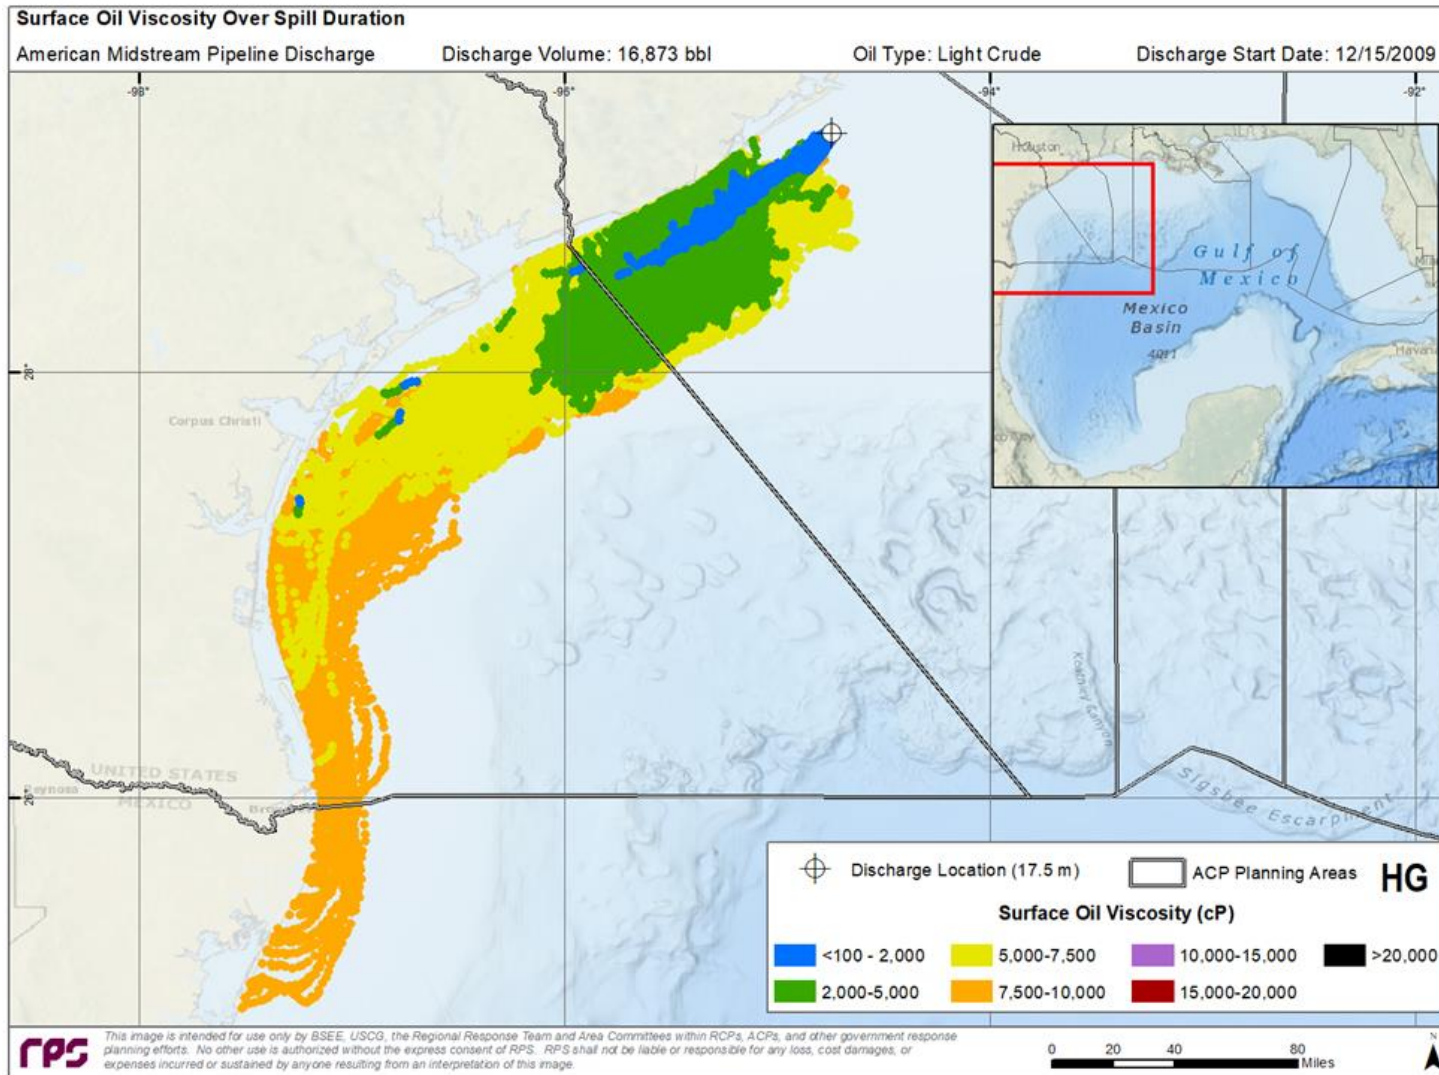 Surface Oil Viscosity Over Spill Duration
American Midstream Pipeline Discharge Discharge Volume: 16,873 bbl Oil Type: Light Crude Discharge Start Date: 12/15/2009
-98° -96° -94° -92°
Houston
Gulf of
Mexico
Mexico
Basin
4011
Havana
28°
Corpus Christi
Keathley Canyon
UNITED STATES
Reynosa
MEXICO
26°
Sigsbee Escarpment
Discharge Location (17.5 m) ACP Planning Areas HG
Surface Oil Viscosity (cP)
<100 - 2,000 5,000-7,500 10,000-15,000 >20,000
2,000-5,000 7,500-10,000 15,000-20,000
rps
This image is intended for use only by BSEE, USCG, the Regional Response Team and Area Committees within RCPs, ACPs, and other government response
planning efforts. No other use is authorized without the express consent of RPS. RPS shall not be liable or responsible for any loss, cost damages, or
expenses incurred or sustained by anyone resulting from an interpretation of this image.
0 20 40 80
Miles
N